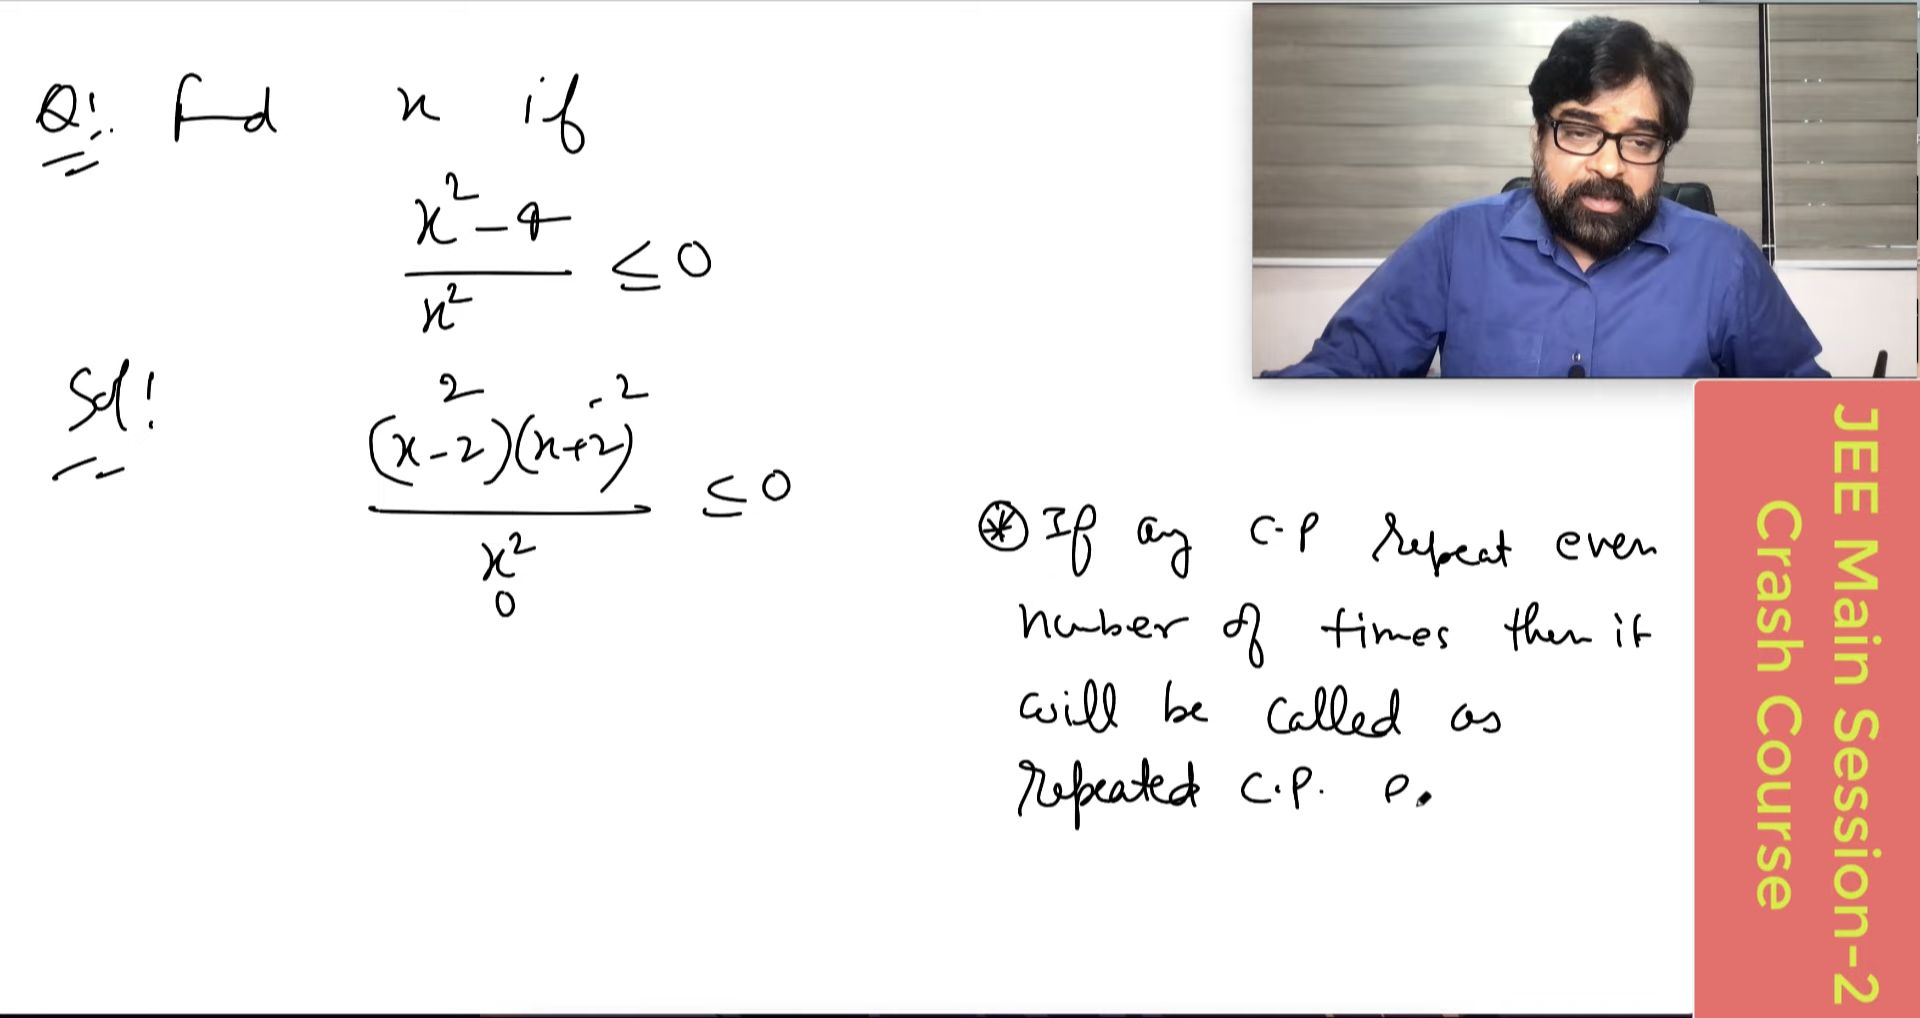 Q: Find x if
x² - 4
x²
≤ 0
Sol:
2 -2
(x-2)(x+2)
x²
≤ 0
0
* If any C.P repeat even
number of times then it
will be called as
repeated C.P.
JEE Main Session-2
Crash Course